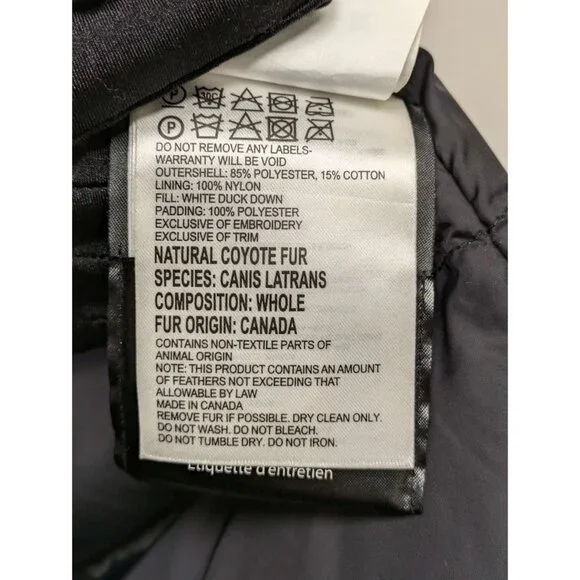 P 30C
P
DO NOT REMOVE ANY LABELS-
WARRANTY WILL BE VOID
OUTERSHELL: 85% POLYESTER, 15% COTTON
LINING: 100% NYLON
FILL: WHITE DUCK DOWN
PADDING: 100% POLYESTER
EXCLUSIVE OF EMBROIDERY
EXCLUSIVE OF TRIM
NATURAL COYOTE FUR
SPECIES: CANIS LATRANS
COMPOSITION: WHOLE
FUR ORIGIN: CANADA
CONTAINS NON-TEXTILE PARTS OF
ANIMAL ORIGIN
NOTE: THIS PRODUCT CONTAINS AN AMOUNT
OF FEATHERS NOT EXCEEDING THAT
ALLOWABLE BY LAW
MADE IN CANADA
REMOVE FUR IF POSSIBLE. DRY CLEAN ONLY.
DO NOT WASH. DO NOT BLEACH.
DO NOT TUMBLE DRY. DO NOT IRON.
Etiquette d'entretien